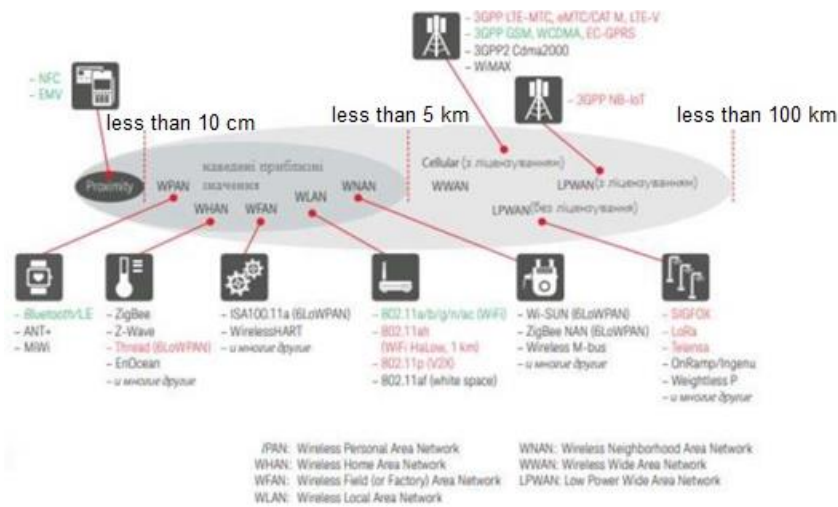 - 3GPP LTE-MTC, eMTC/CAT M, LTE-V
- 3GPP GSM, WCDMA, EC-GPRS
- 3GPP2 Cdma2000
- WiMAX
- NFC
- EMV
- 3GPP NB-IoT
less than 10 cm
less than 5 km
less than 100 km
наведені приблизні
значення
Cellular (з ліцензуванням)
Proximity
WPAN
WHAN
WFAN
WLAN
WNAN
WWAN
LPWAN (з ліцензуванням)
LPWAN (без ліцензування)
- Bluetooth/LE
- ANT+
- MiWi
- ZigBee
- Z-Wave
- Thread (6LoWPAN)
- EnOcean
- и многие другие
- ISA100.11a (6LoWPAN)
- WirelessHART
- и многие другие
- 802.11a/b/g/n/ac (WiFi)
- 802.11ah
(WiFi HaLow, 1 km)
- 802.11p (V2X)
- 802.11af (white space)
- Wi-SUN (6LoWPAN)
- ZigBee NAN (6LoWPAN)
- Wireless M-bus
- и многие другие
- SIGFOX
- LoRa
- Telensa
- OnRamp/Ingenu
- Weightless P
- и многие другие
/PAN: Wireless Personal Area Network
WHAN: Wireless Home Area Network
WFAN: Wireless Field (or Factory) Area Network
WLAN: Wireless Local Area Network
WNAN: Wireless Neighborhood Area Network
WWAN: Wireless Wide Area Network
LPWAN: Low Power Wide Area Network